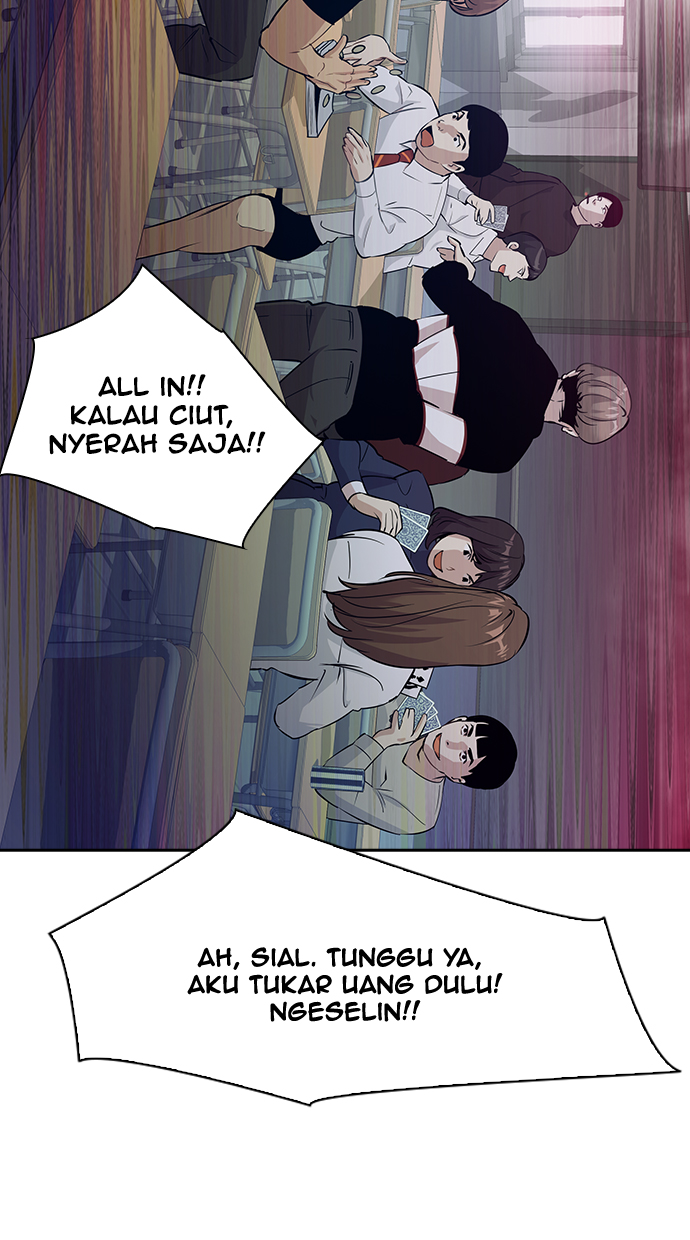 ALL IN!!
KALAU CIUT,
NYERAH SAJA!!
AH, SIAL. TUNGGU YA,
AKU TUKAR UANG DULU!
NGESELIN!!